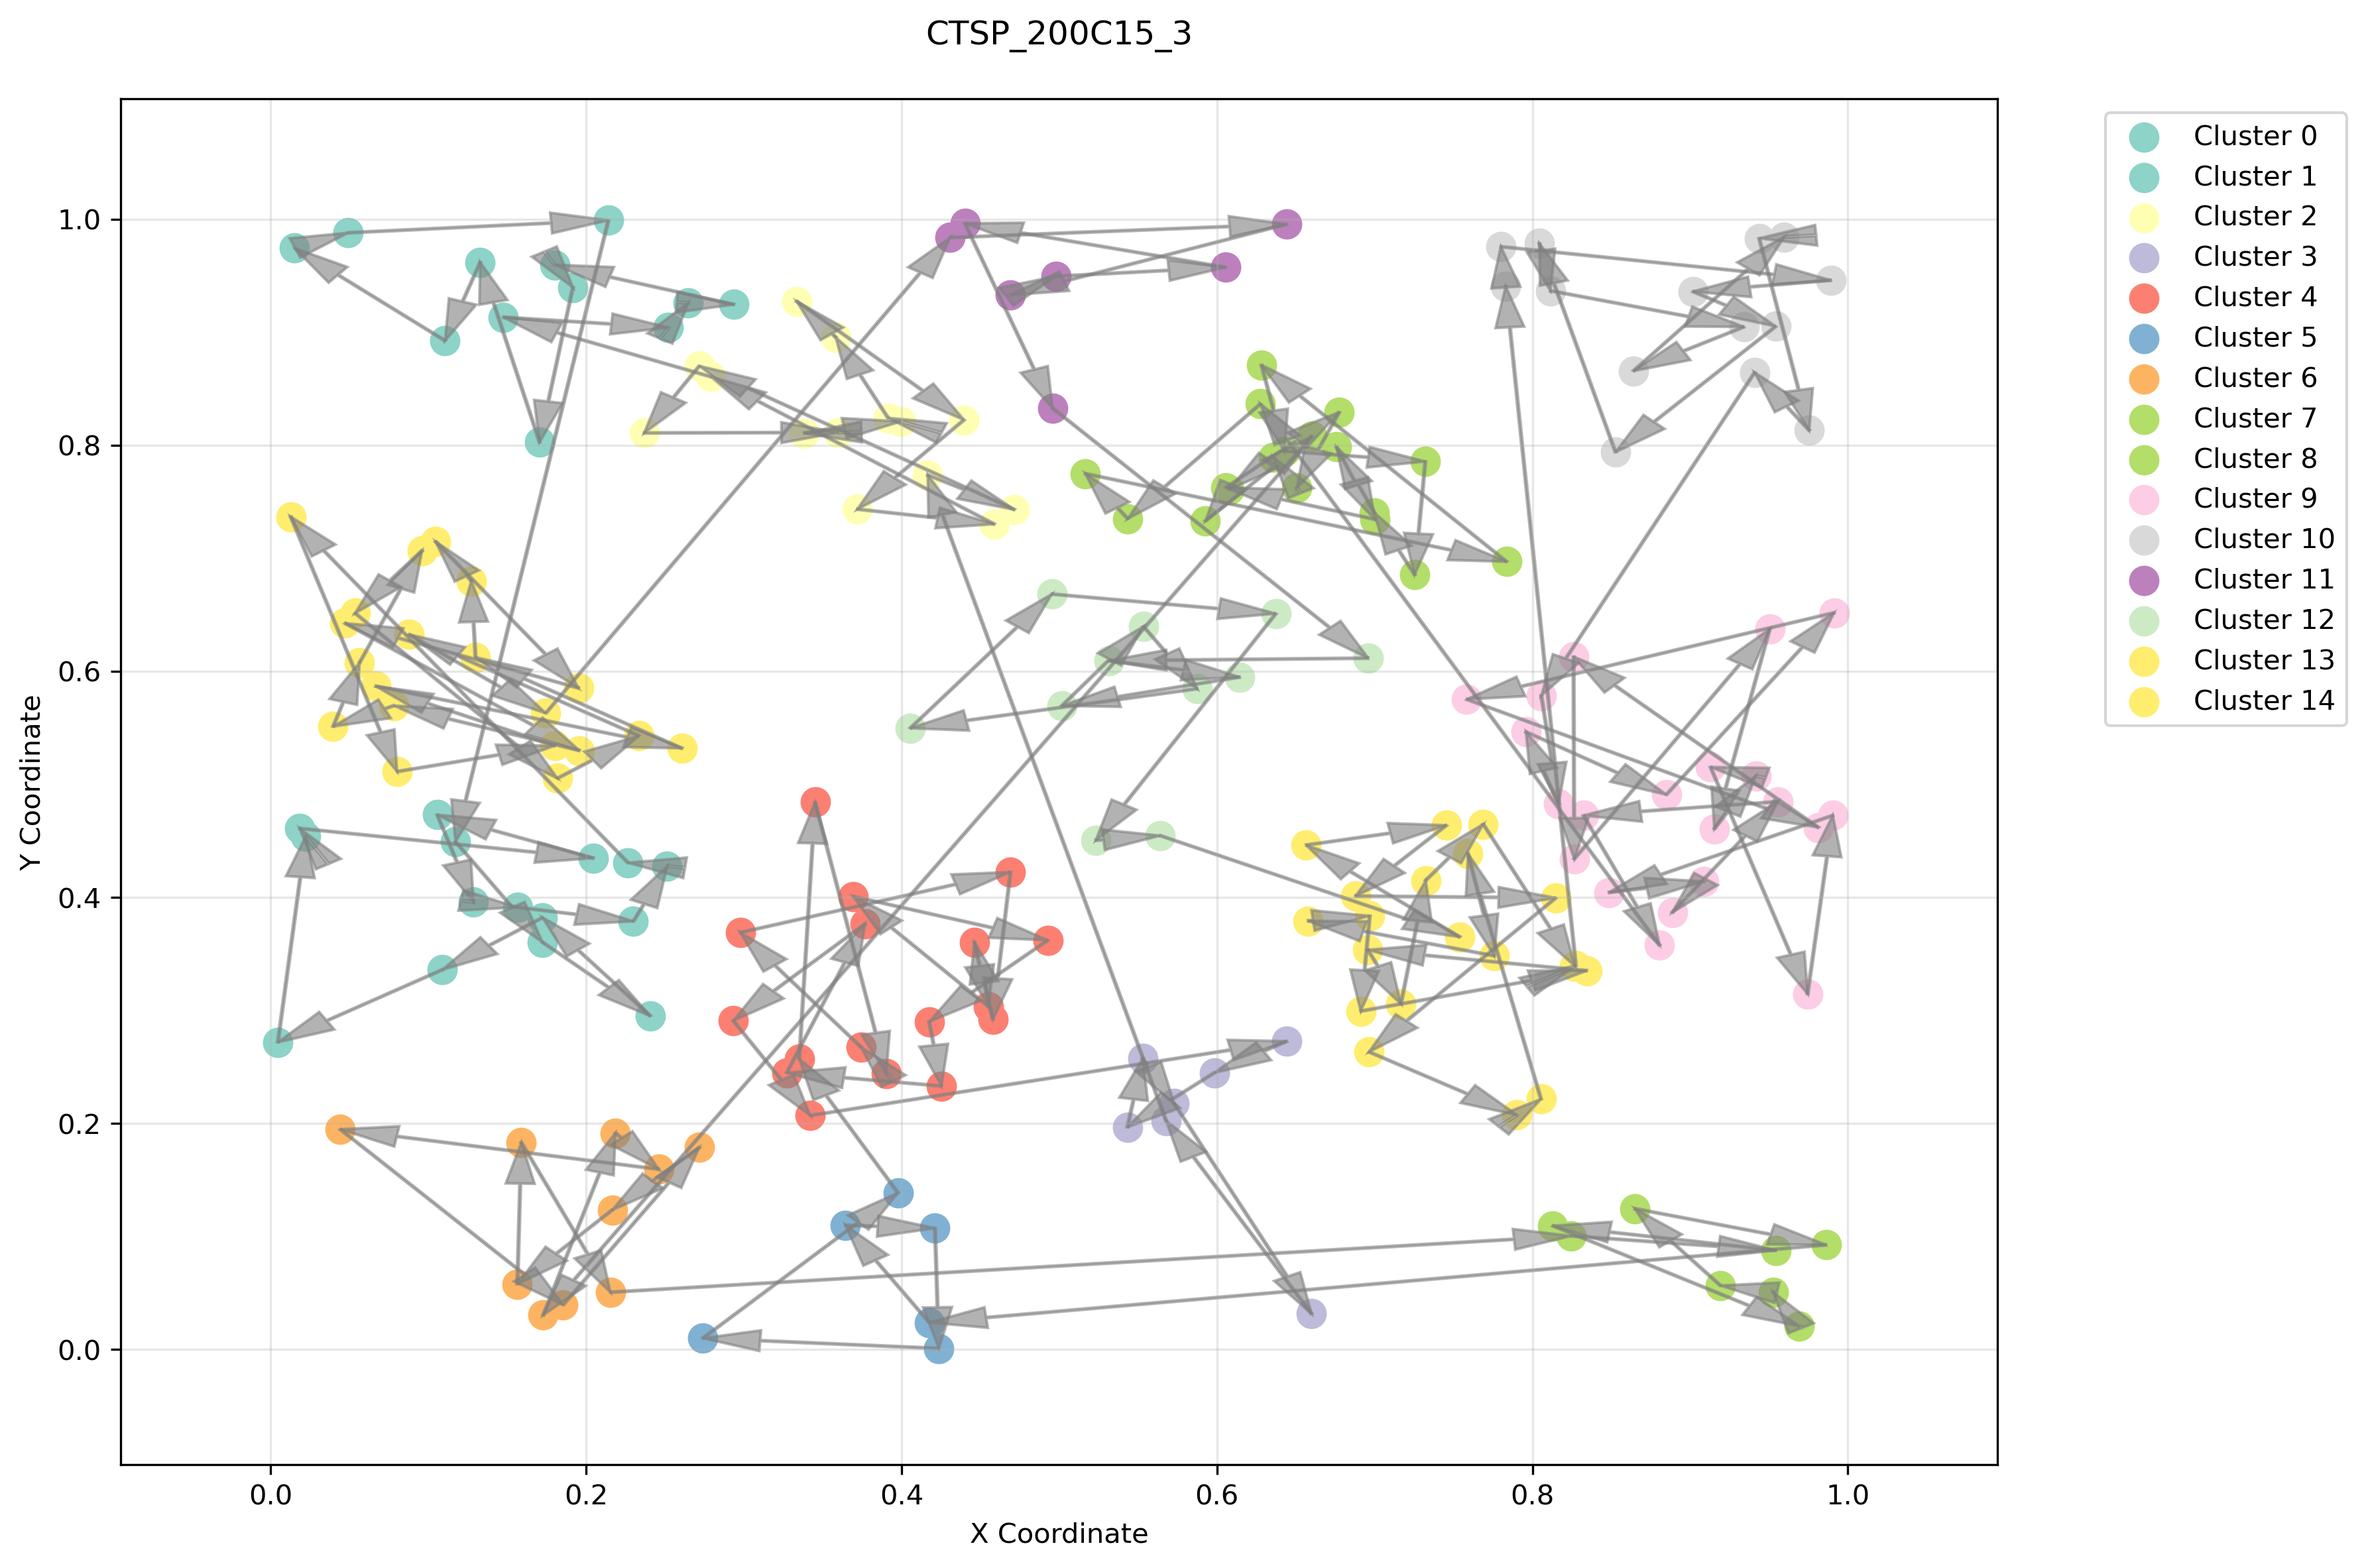 CTSP_200C15_3
Y Coordinate
1.0
0.8
0.6
0.4
0.2
0.0
0.0 0.2 0.4 0.6 0.8 1.0
X Coordinate
Cluster 0
Cluster 1
Cluster 2
Cluster 3
Cluster 4
Cluster 5
Cluster 6
Cluster 7
Cluster 8
Cluster 9
Cluster 10
Cluster 11
Cluster 12
Cluster 13
Cluster 14